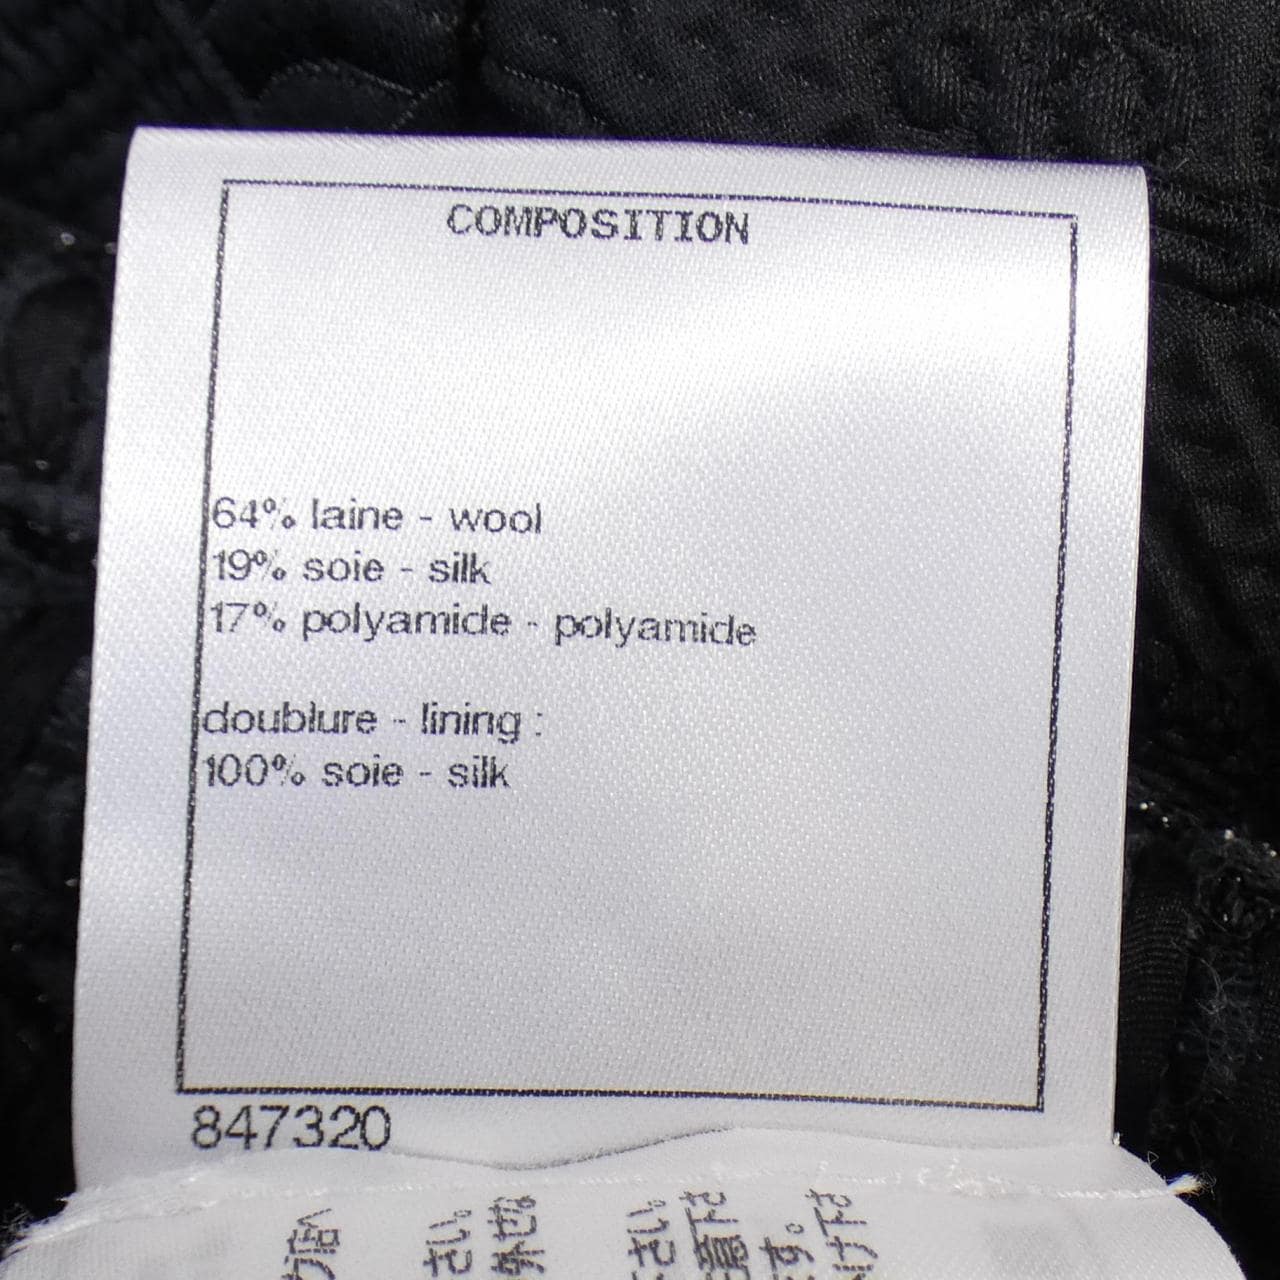 COMPOSITION
64% laine - wool
19% soie - silk
17% polyamide - polyamide
doublure - lining :
100% soie - silk
847320